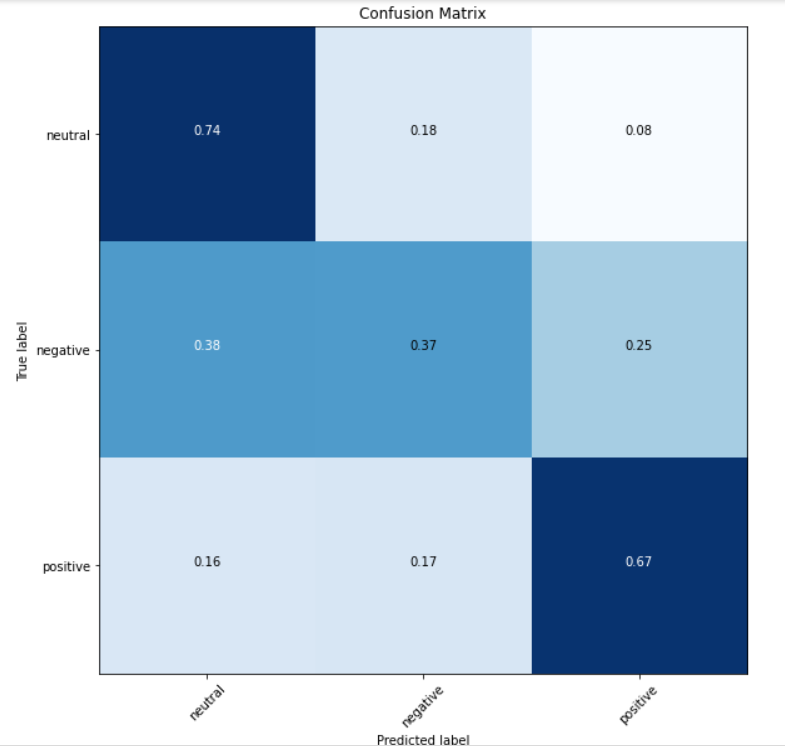 Confusion Matrix
neutral
0.74 0.18 0.08
True label
negative
0.38 0.37 0.25
positive
0.16 0.17 0.67
neutral negative positive
Predicted label